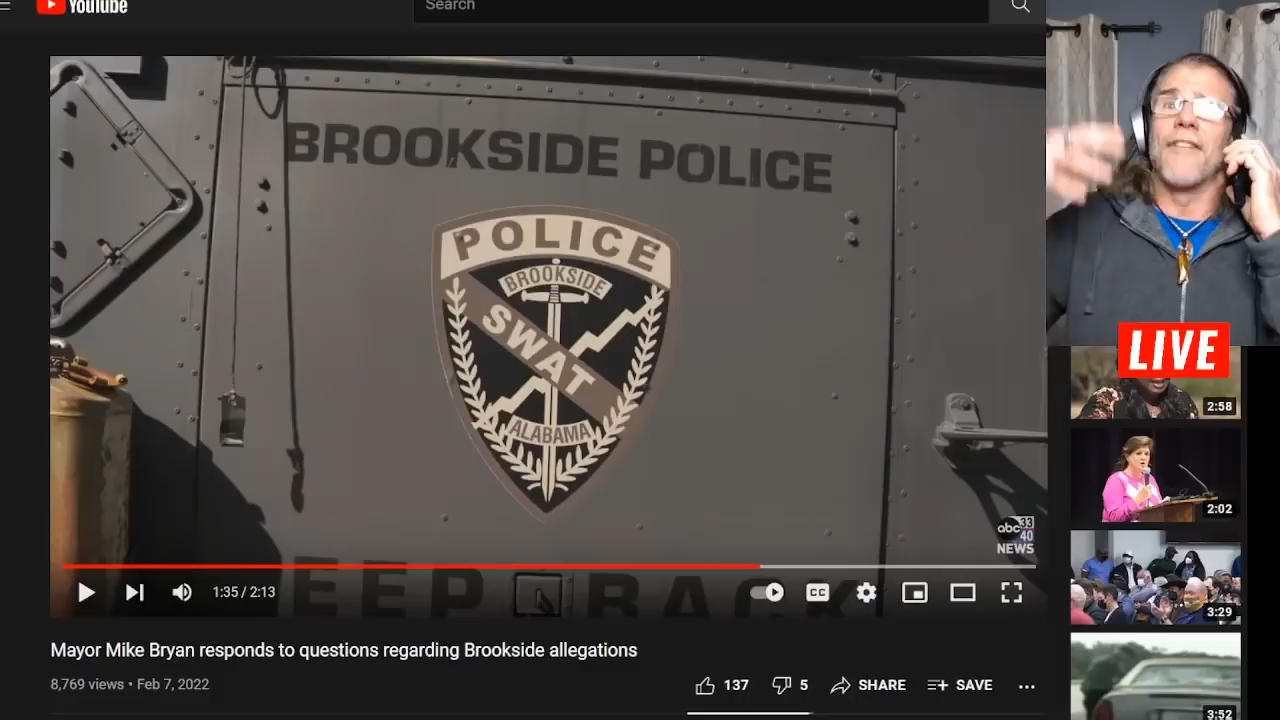 YouTube
Search
BROOKSIDE POLICE
POLICE
BROOKSIDE
SWAT
ALABAMA
abc 33
40
NEWS
1:35 / 2:13
CC
Mayor Mike Bryan responds to questions regarding Brookside allegations
8,769 views • Feb 7, 2022
137
5
SHARE
SAVE
LIVE
2:58
2:02
3:29
3:52